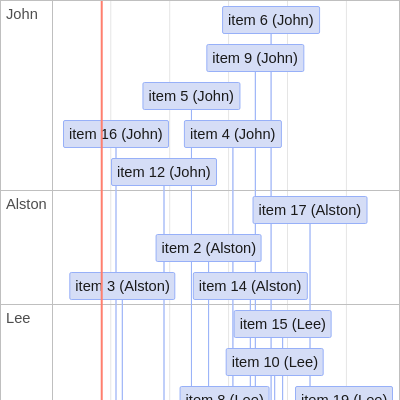 John
item 6 (John)
item 9 (John)
item 5 (John)
item 16 (John)
item 4 (John)
item 12 (John)
Alston
item 17 (Alston)
item 2 (Alston)
item 3 (Alston)
item 14 (Alston)
Lee
item 15 (Lee)
item 10 (Lee)
item 8 (Lee)
item 19 (Lee)